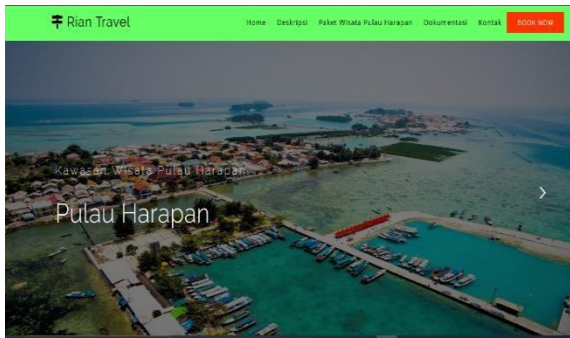 Rian Travel
Home Deskripsi Paket Wisata Pulau Harapan Dokumentasi Kontak BOOK NOW
Kawasan Wisata Pulau Harapan
Pulau Harapan